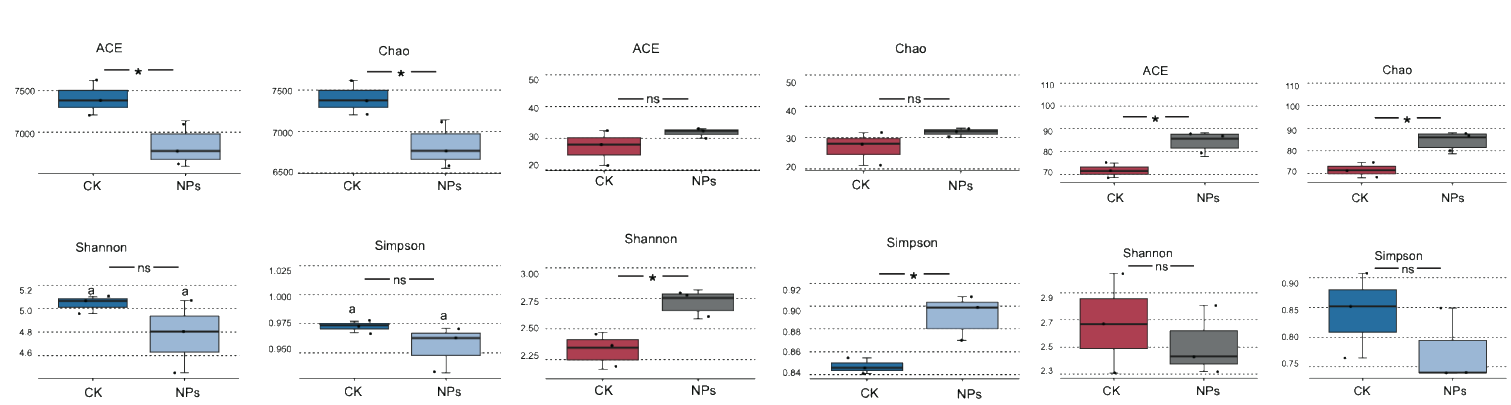 ACE
*
7500
7000
CK
NPs
Chao
*
7500
7000
6500
CK
NPs
ACE
50
ns
40
30
20
CK
NPs
Chao
50
ns
40
30
20
CK
NPs
ACE
110
100
*
90
80
70
CK
NPs
Chao
110
100
*
90
80
70
CK
NPs
Shannon
ns
5.2
a
a
5.0
4.8
4.6
CK
NPs
Simpson
1.025
ns
1.000
a
a
0.975
0.950
CK
NPs
Shannon
3.00
*
2.75
2.50
2.25
CK
NPs
Simpson
*
0.92
0.90
0.88
0.86
0.84
CK
NPs
Shannon
ns
2.9
2.7
2.5
2.3
CK
NPs
Simpson
ns
0.90
0.85
0.80
0.75
CK
NPs